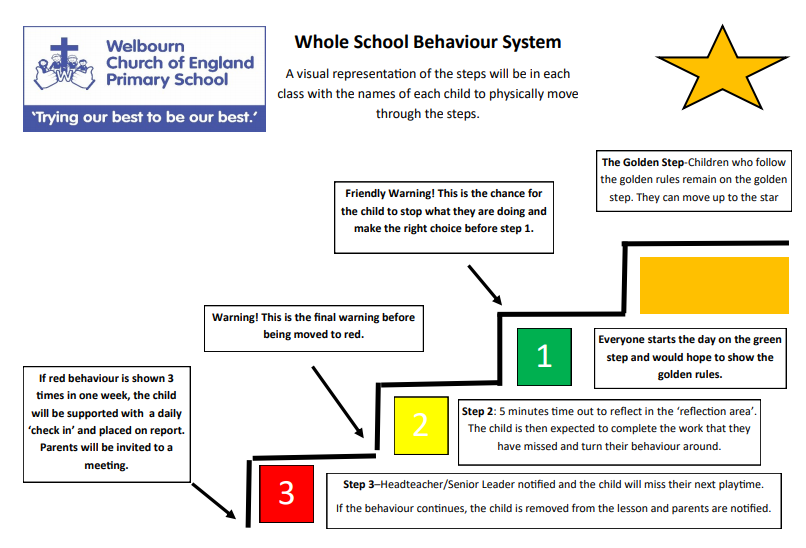 Welbourn
Church of England
Primary School
W
'Trying our best to be our best.'
Whole School Behaviour System
A visual representation of the steps will be in each
class with the names of each child to physically move
through the steps.
The Golden Step-Children who follow
the golden rules remain on the golden
step. They can move up to the star
Friendly Warning! This is the chance for
the child to stop what they are doing and
make the right choice before step 1.
Warning! This is the final warning before
being moved to red.
1
Everyone starts the day on the green
step and would hope to show the
golden rules.
If red behaviour is shown 3
times in one week, the child
will be supported with a daily
'check in' and placed on report.
Parents will be invited to a
meeting.
2
Step 2: 5 minutes time out to reflect in the 'reflection area'.
The child is then expected to complete the work that they
have missed and turn their behaviour around.
3
Step 3–Headteacher/Senior Leader notified and the child will miss their next playtime.
If the behaviour continues, the child is removed from the lesson and parents are notified.